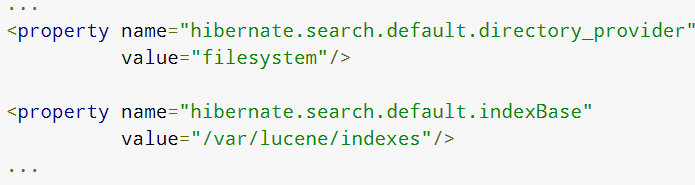 ...
<property name="hibernate.search.default.directory_provider"
value="filesystem"/>
<property name="hibernate.search.default.indexBase"
value="/var/lucene/indexes"/>
...